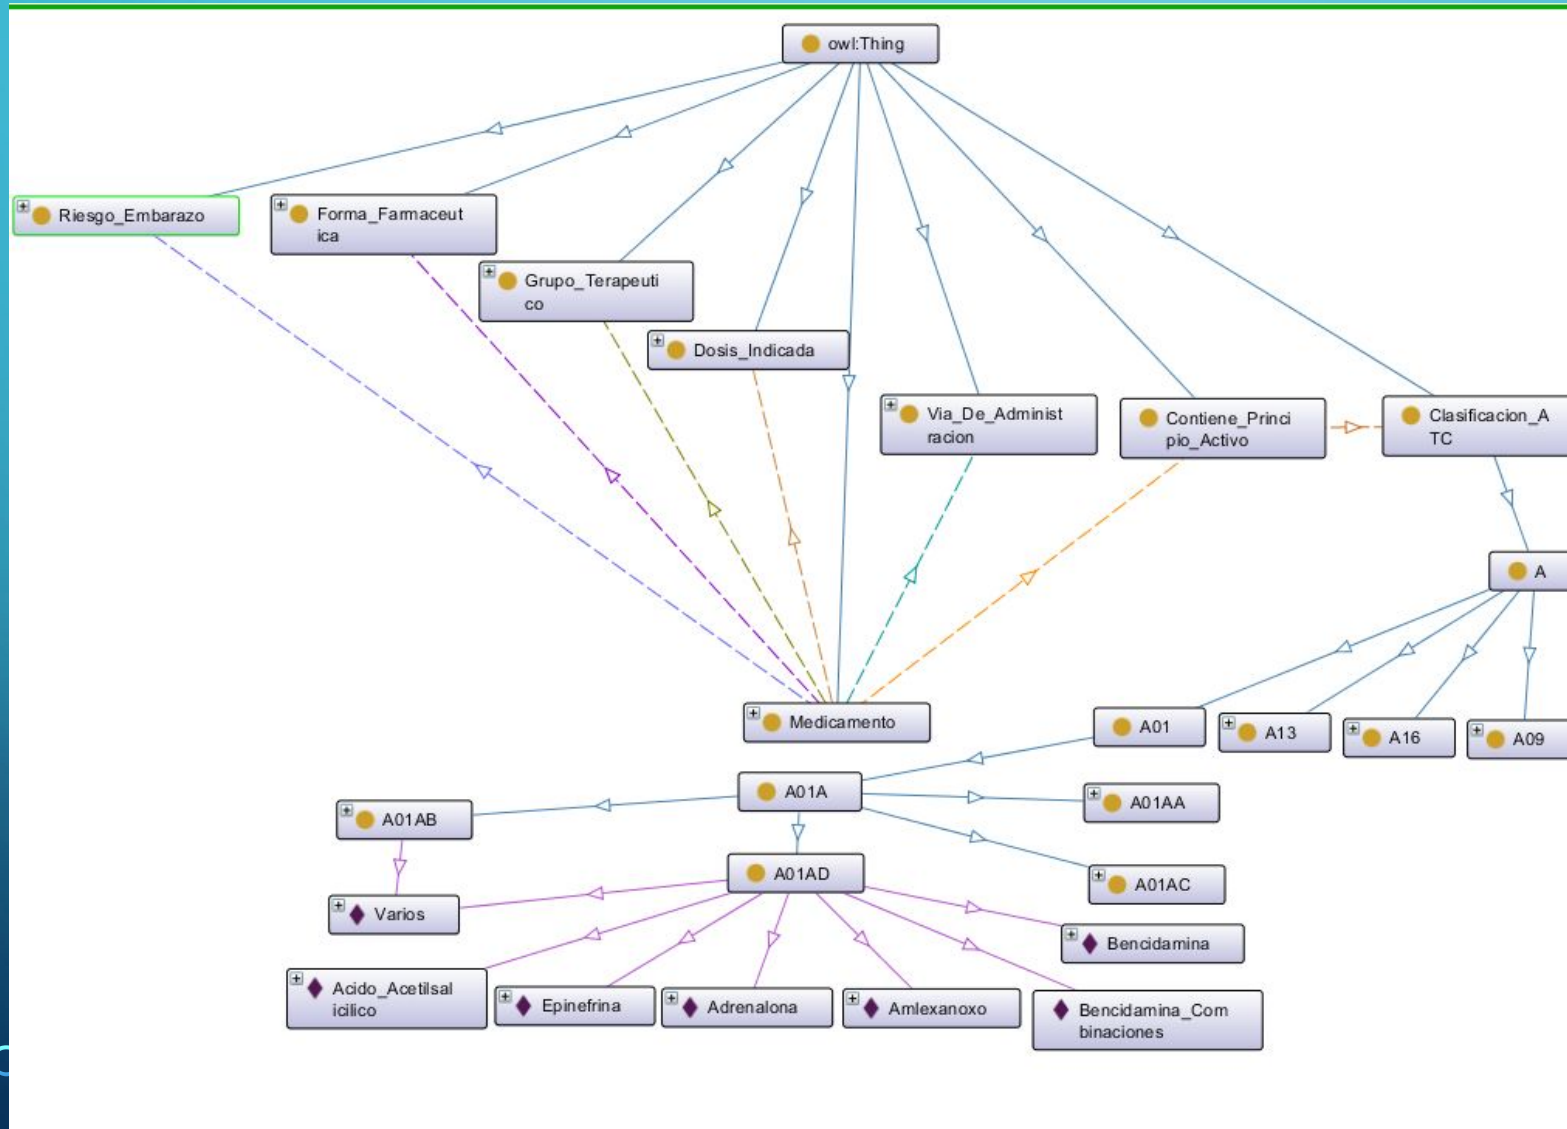 owl:Thing
Riesgo_Embarazo
Forma_Farmaceut
ica
Grupo_Terapeuti
co
Dosis_Indicada
Via_De_Administ
racion
Contiene_Princi
pio_Activo
Clasificacion_A
TC
A
Medicamento
A01
A13
A16
A09
A01A
A01AB
A01AA
A01AD
A01AC
Varios
Bencidamina
Acido_Acetilsal
icilico
Epinefrina
Adrenalona
Amlexanoxo
Bencidamina_Com
binaciones